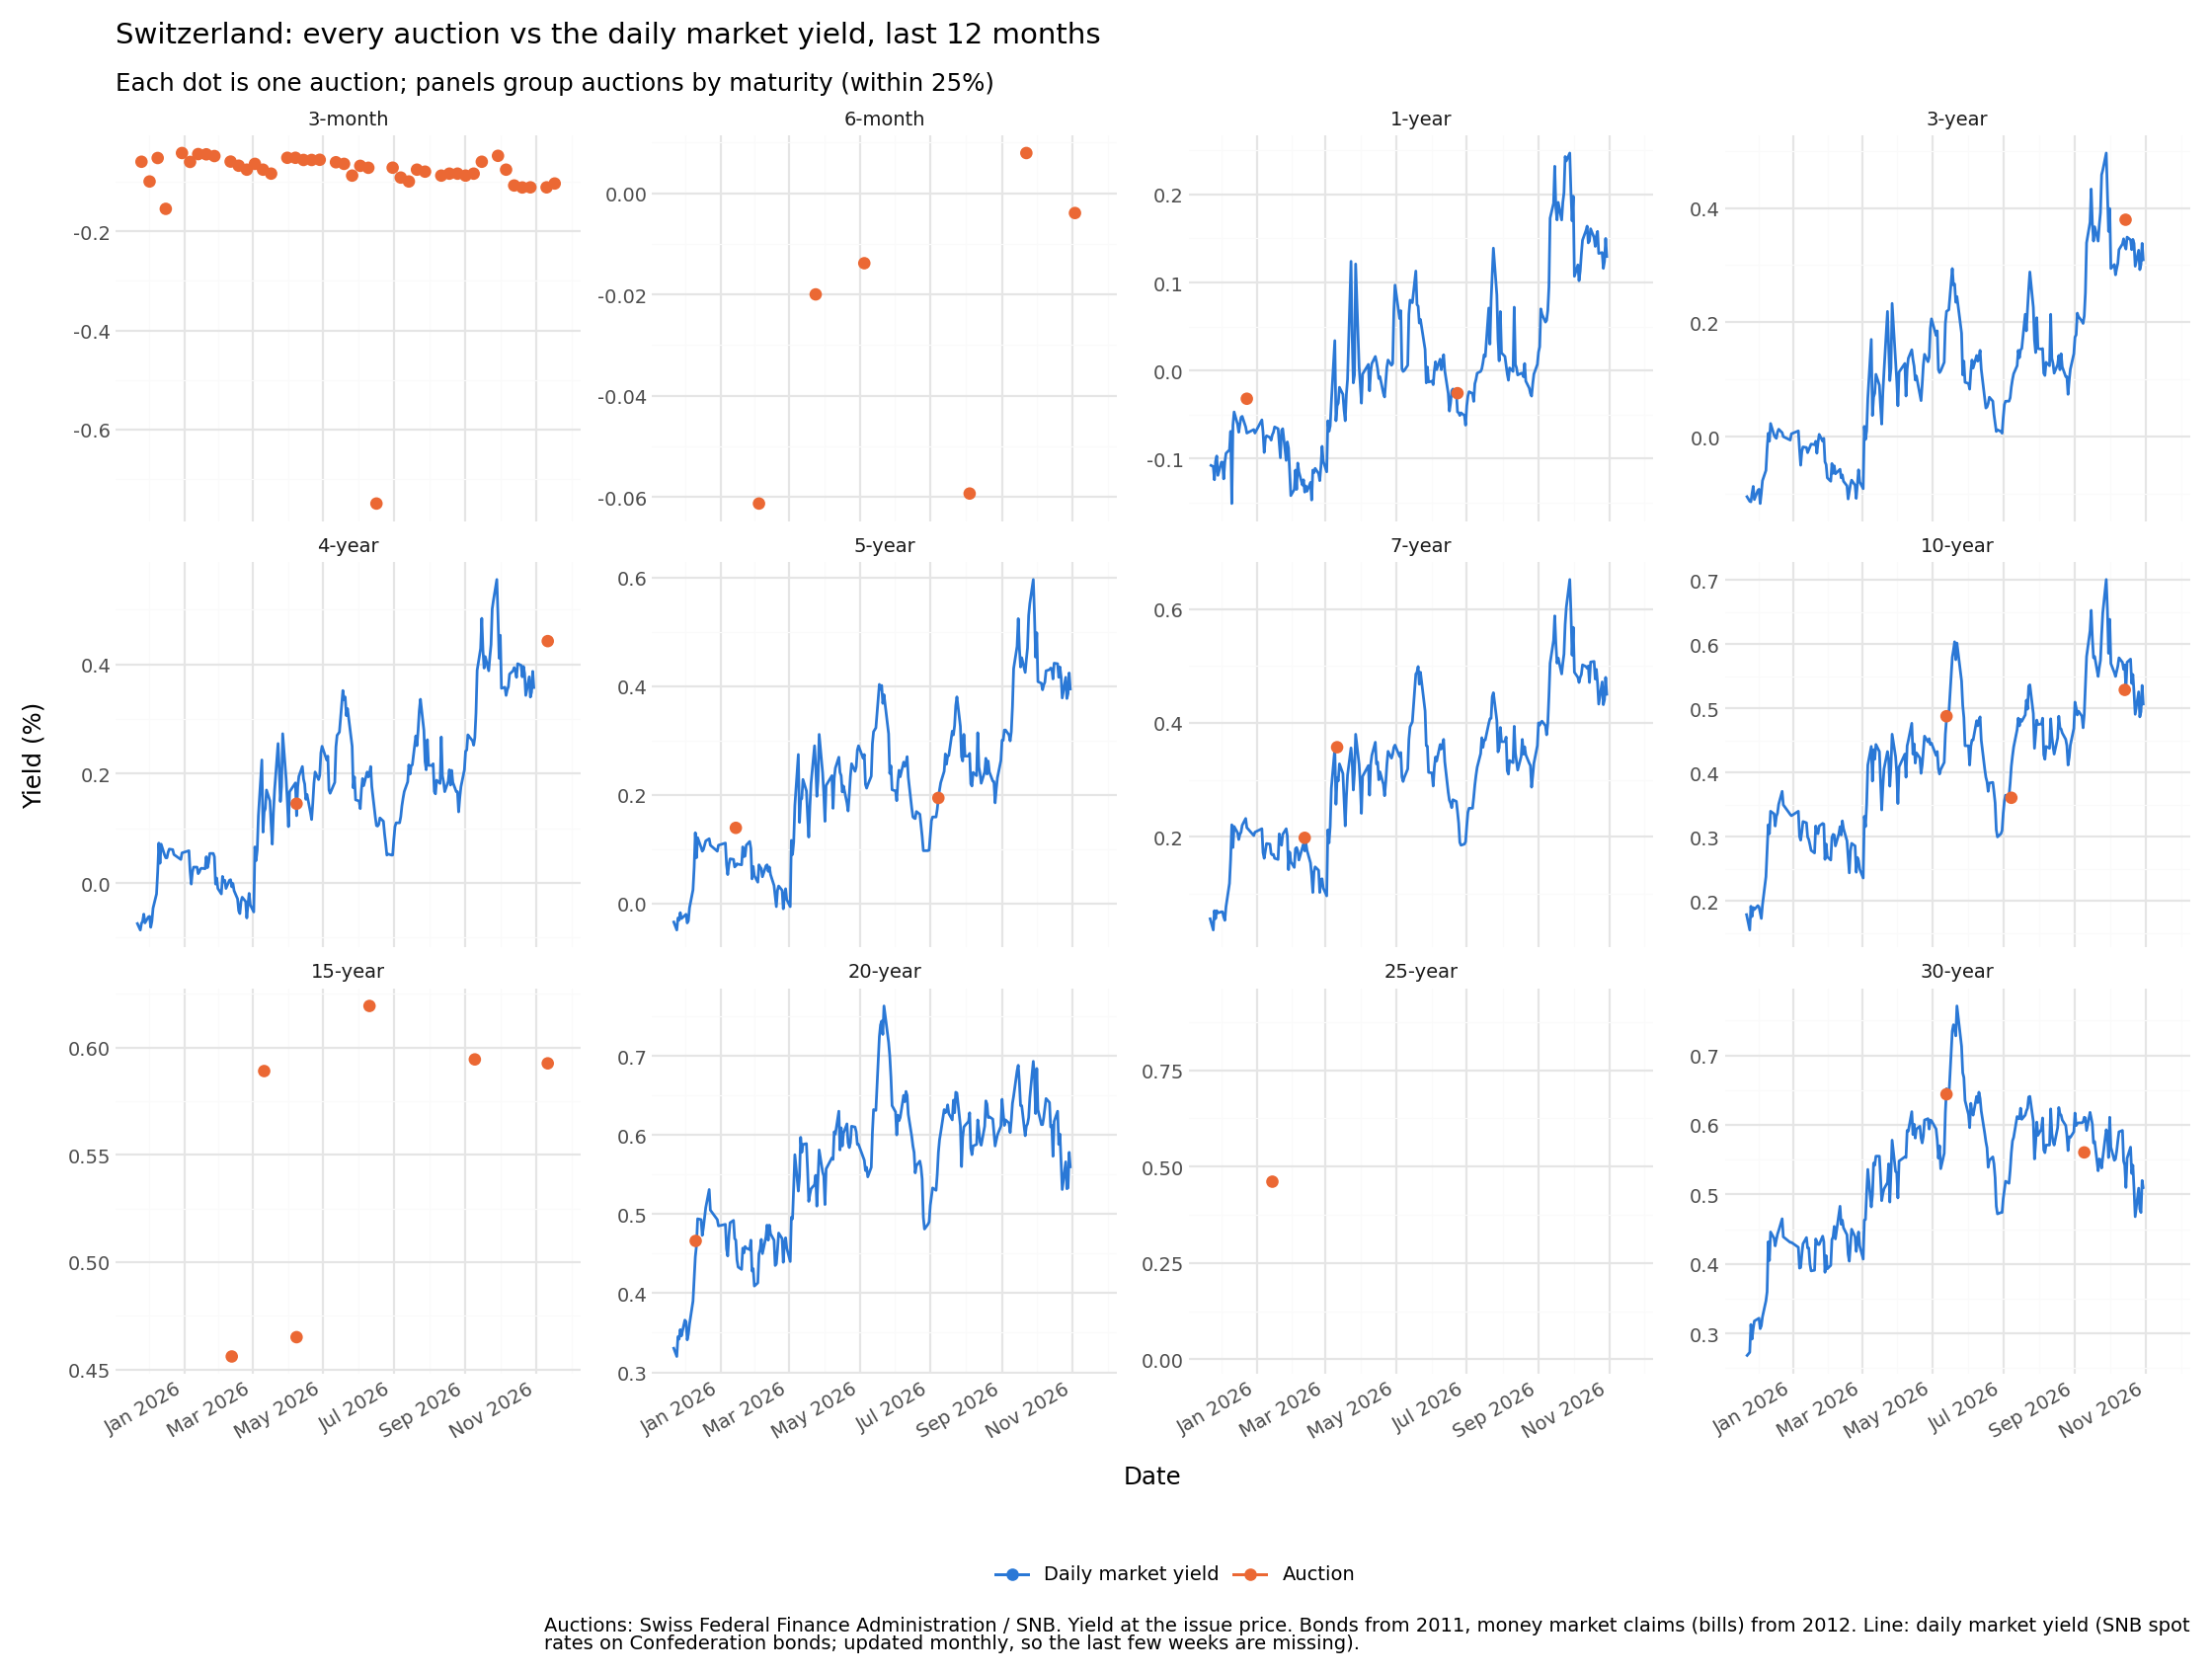 Switzerland: every auction vs the daily market yield, last 12 months
Each dot is one auction; panels group auctions by maturity (within 25%)
3-month
6-month
1-year
3-year
-0.2
-0.4
-0.6
0.00
-0.02
-0.04
-0.06
0.2
0.1
0.0
-0.1
0.4
0.2
0.0
4-year
5-year
7-year
10-year
0.4
0.2
0.0
0.6
0.4
0.2
0.0
0.6
0.4
0.2
0.7
0.6
0.5
0.4
0.3
0.2
Yield (%)
15-year
20-year
25-year
30-year
0.60
0.55
0.50
0.45
0.7
0.6
0.5
0.4
0.3
0.75
0.50
0.25
0.00
0.7
0.6
0.5
0.4
0.3
Jan 2026 Mar 2026 May 2026 Jul 2026 Sep 2026 Nov 2026
Jan 2026 Mar 2026 May 2026 Jul 2026 Sep 2026 Nov 2026
Jan 2026 Mar 2026 May 2026 Jul 2026 Sep 2026 Nov 2026
Jan 2026 Mar 2026 May 2026 Jul 2026 Sep 2026 Nov 2026
Date
Daily market yield
Auction
Auctions: Swiss Federal Finance Administration / SNB. Yield at the issue price. Bonds from 2011, money market claims (bills) from 2012. Line: daily market yield (SNB spot
rates on Confederation bonds; updated monthly, so the last few weeks are missing).